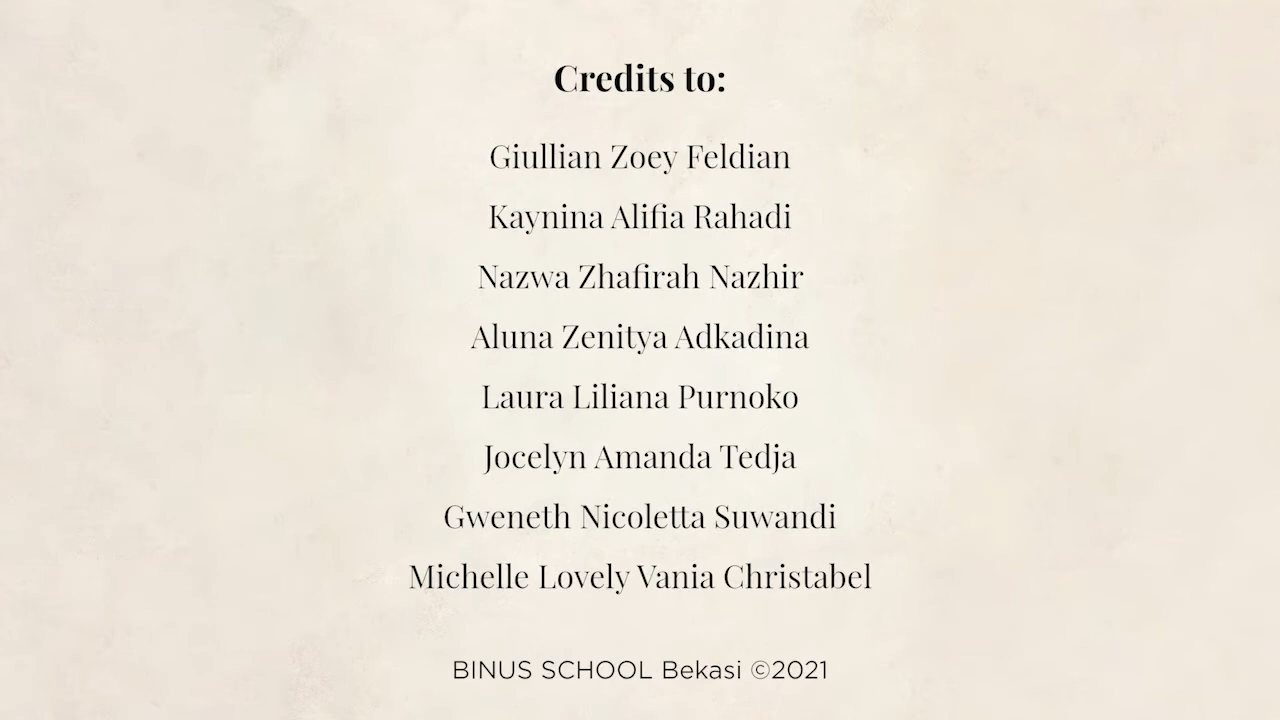 Credits to:
Giullian Zoey Feldian
Kaynina Alifia Rahadi
Nazwa Zhafirah Nazhir
Aluna Zenitya Adkadina
Laura Liliana Purnoko
Jocelyn Amanda Tedja
Gweneth Nicoletta Suwandi
Michelle Lovely Vania Christabel
BINUS SCHOOL Bekasi ©2021